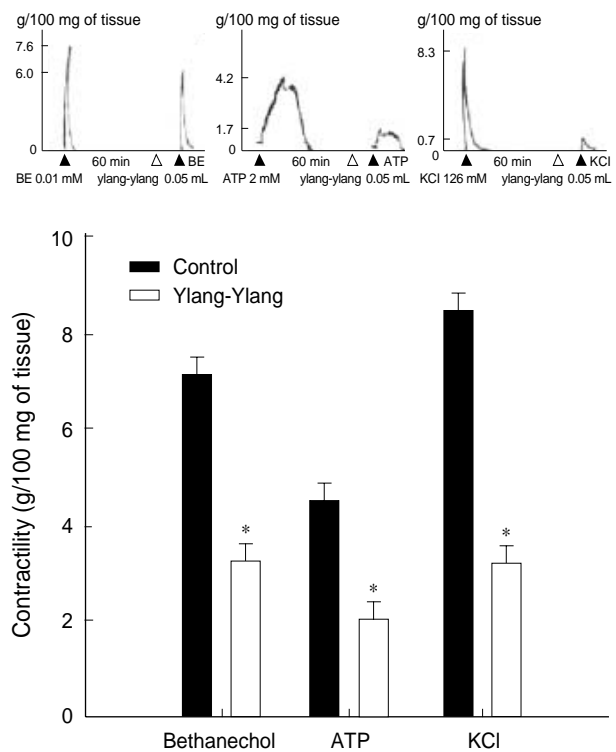 g/100 mg of tissue
7.6
6.0
0
60 min
BE
BE 0.01 mM
ylang-ylang 0.05 mL
g/100 mg of tissue
4.2
1.7
0
60 min
ATP
ATP 2 mM
ylang-ylang 0.05 mL
g/100 mg of tissue
8.3
0.7
0
60 min
KCl
KCl 126 mM
ylang-ylang 0.05 mL
Contractility (g/100 mg of tissue)
10
8
6
4
2
0
Control
Ylang-Ylang
*
*
*
Bethanechol
ATP
KCl